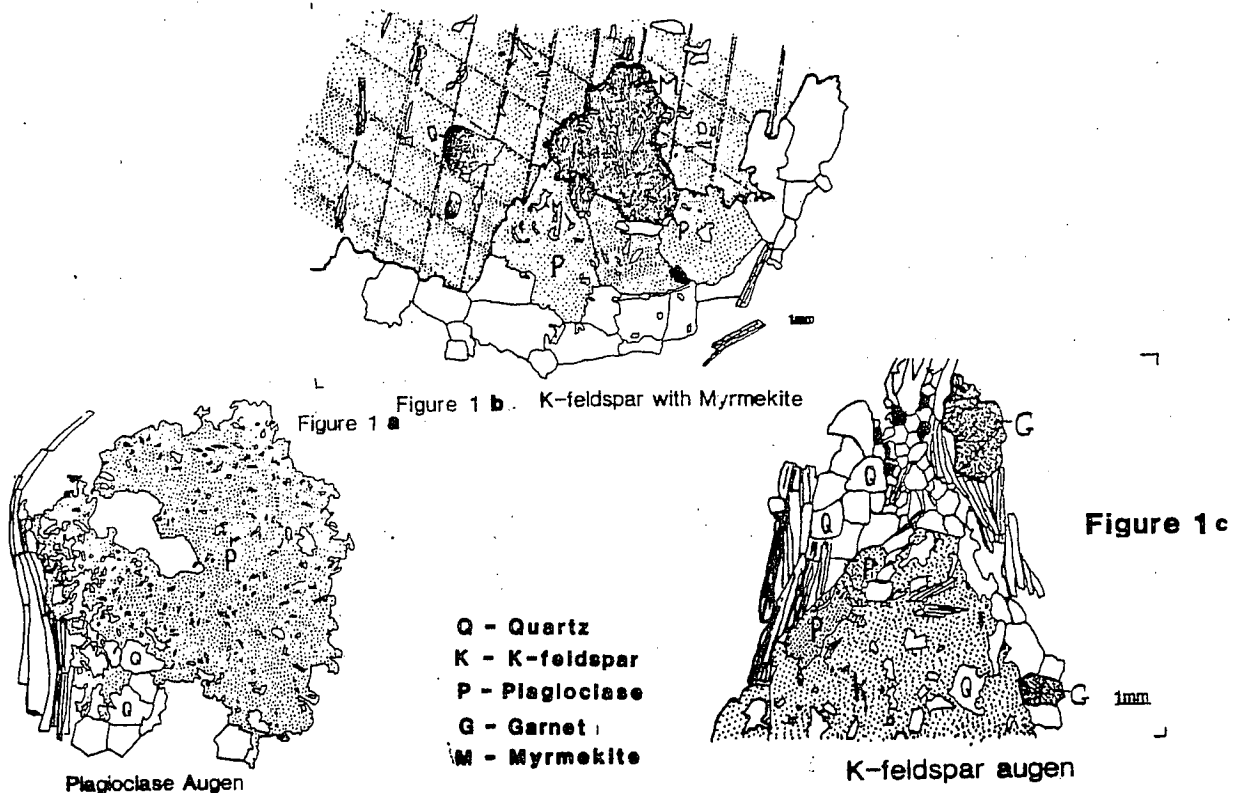 M
Q
P
P
1mm
Figure 1 b. K-feldspar with Myrmekite
Figure 1 a
P
Q
Q
Plagioclase Augen
Q - Quartz
K - K-feldspar
P - Plagioclase
G - Garnet
M - Myrmekite
G
Q
Q
P
P
K
Q
G
1mm
Figure 1 c
K-feldspar augen